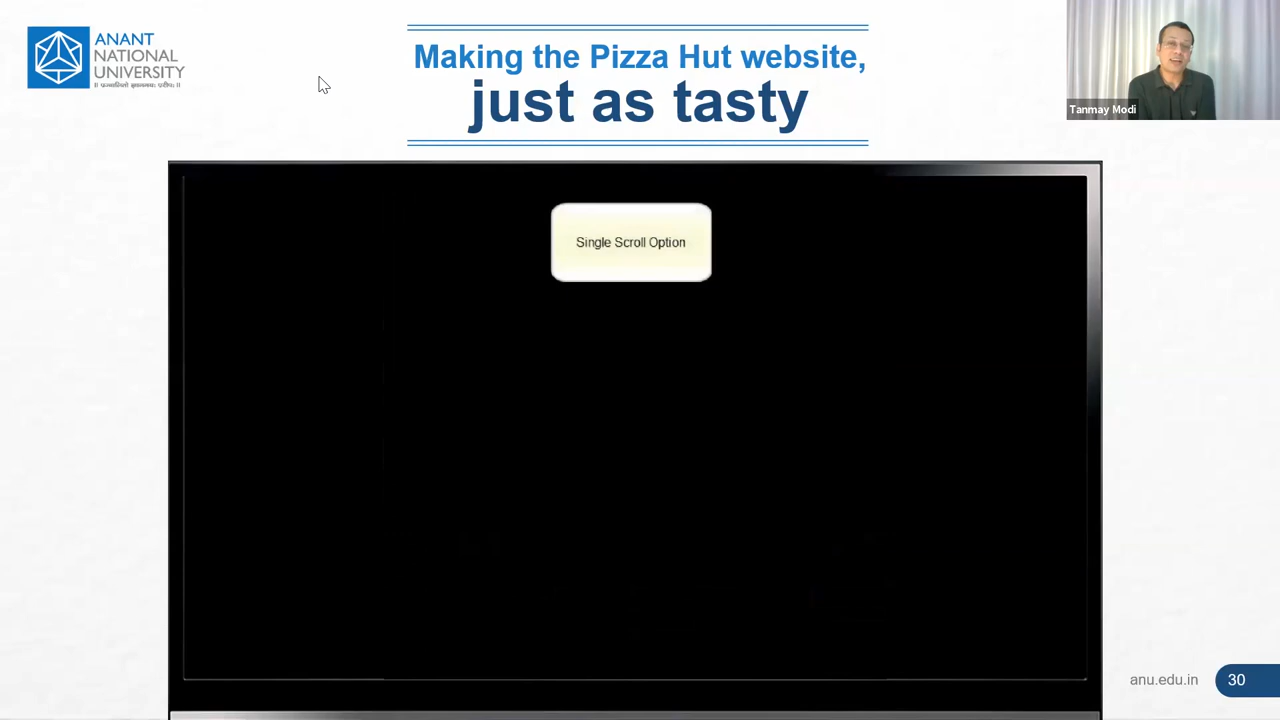 ANANT
NATIONAL
UNIVERSITY
Making the Pizza Hut website,
just as tasty
Tanmay Modi
Single Scroll Option
anu.edu.in
30